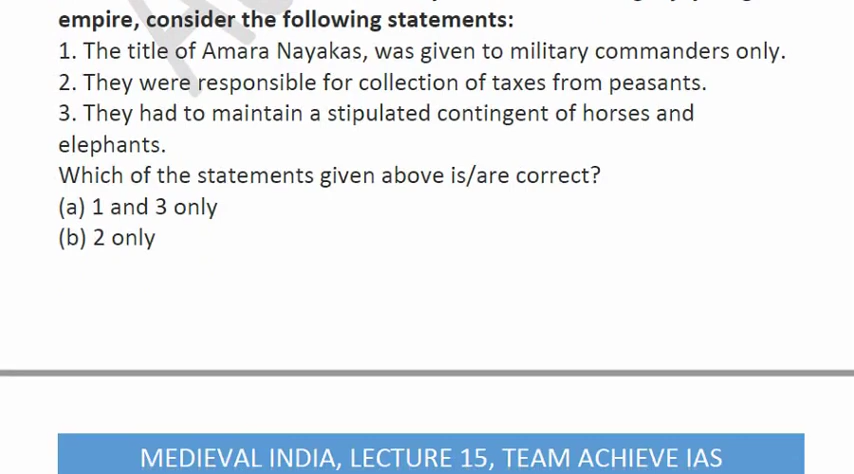 empire, consider the following statements:
1. The title of Amara Nayakas, was given to military commanders only.
2. They were responsible for collection of taxes from peasants.
3. They had to maintain a stipulated contingent of horses and
elephants.
Which of the statements given above is/are correct?
(a) 1 and 3 only
(b) 2 only
MEDIEVAL INDIA, LECTURE 15, TEAM ACHIEVE IAS